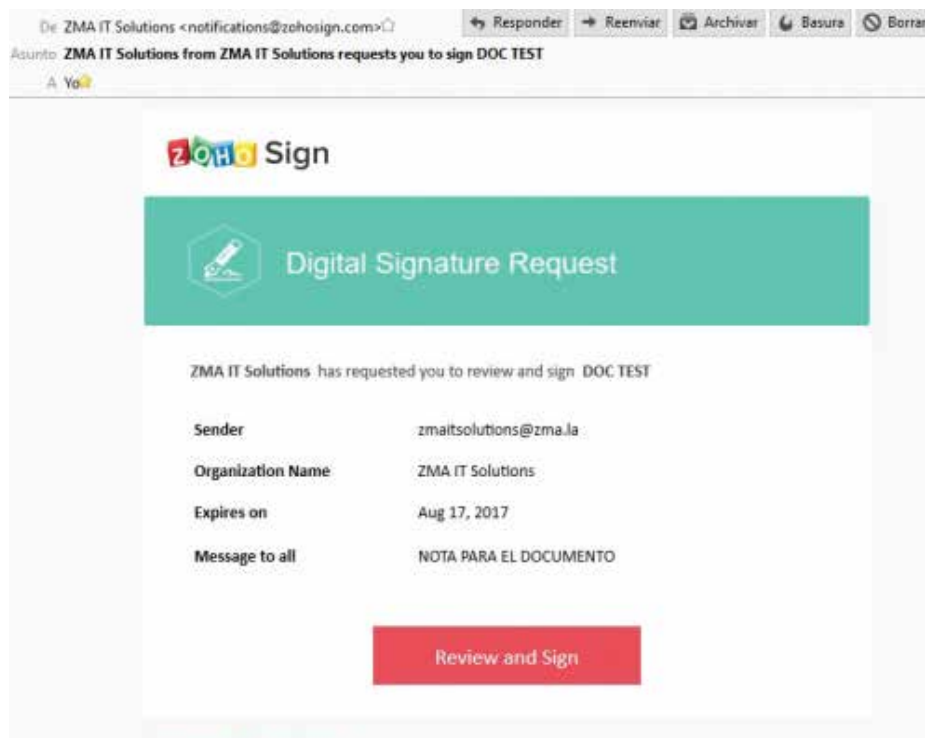 De ZMA IT Solutions <notifications@zohosign.com>
Responder Reenviar Archivar Basura Borrar
Asunto ZMA IT Solutions from ZMA IT Solutions requests you to sign DOC TEST
A Yo
ZOHO Sign
Digital Signature Request
ZMA IT Solutions has requested you to review and sign DOC TEST
Sender zmaitsolutions@zma.la
Organization Name ZMA IT Solutions
Expires on Aug 17, 2017
Message to all NOTA PARA EL DOCUMENTO
Review and Sign